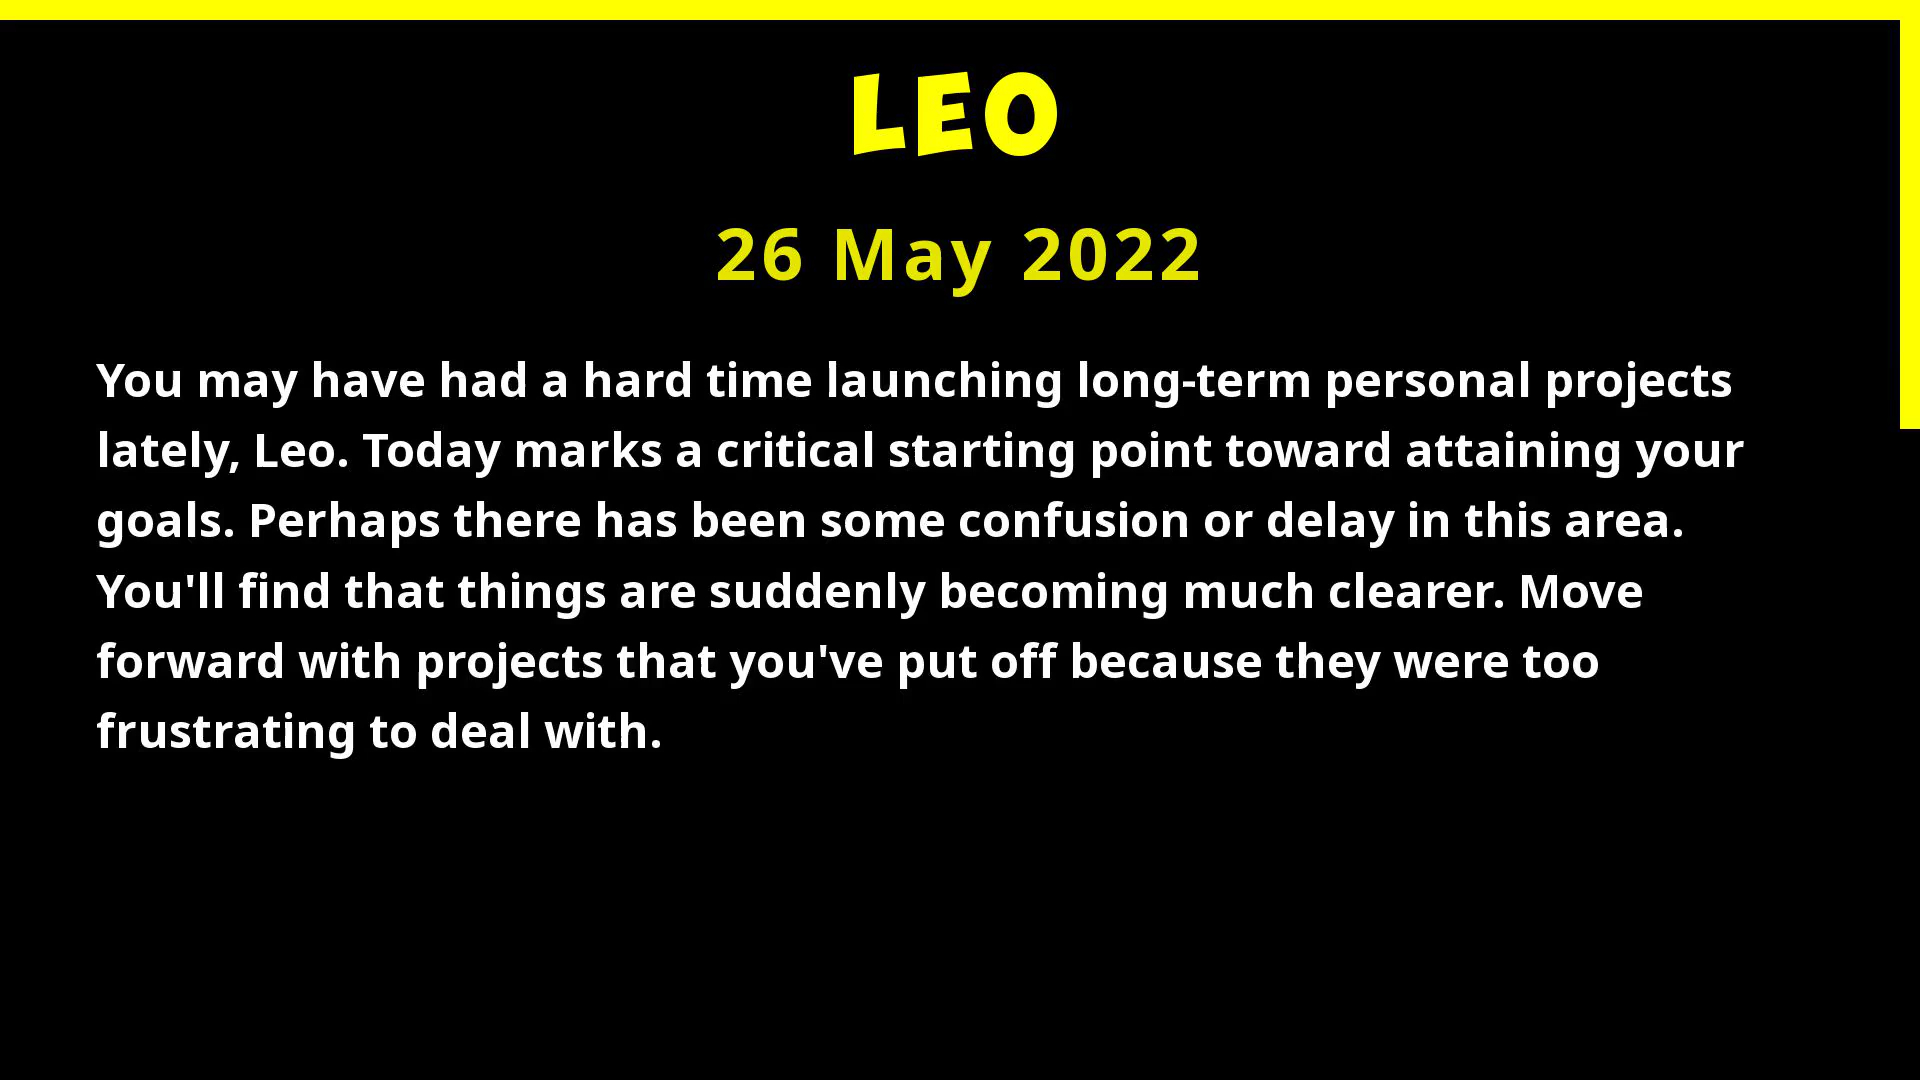 LEO
26 May 2022
You may have had a hard time launching long-term personal projects
lately, Leo. Today marks a critical starting point toward attaining your
goals. Perhaps there has been some confusion or delay in this area.
You'll find that things are suddenly becoming much clearer. Move
forward with projects that you've put off because they were too
frustrating to deal with.